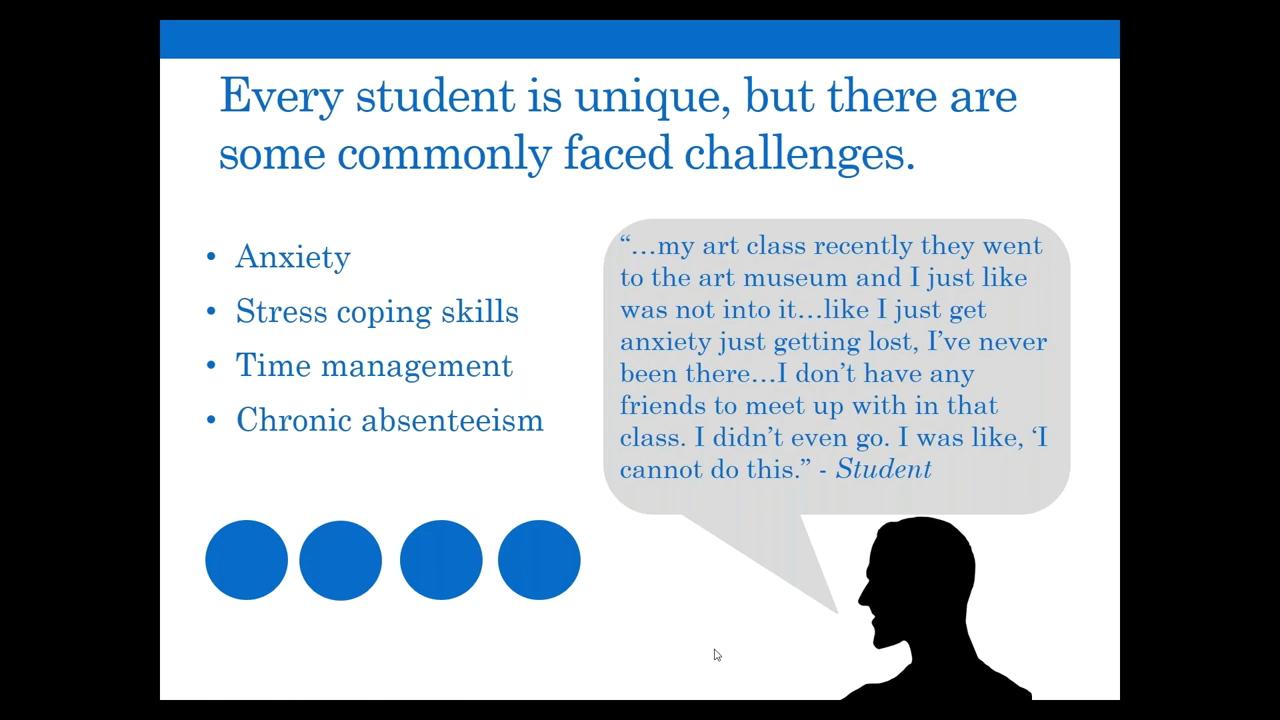 Every student is unique, but there are
some commonly faced challenges.
• Anxiety
• Stress coping skills
• Time management
• Chronic absenteeism
“…my art class recently they went
to the art museum and I just like
was not into it…like I just get
anxiety just getting lost, I’ve never
been there…I don’t have any
friends to meet up with in that
class. I didn’t even go. I was like, ‘I
cannot do this.” - Student